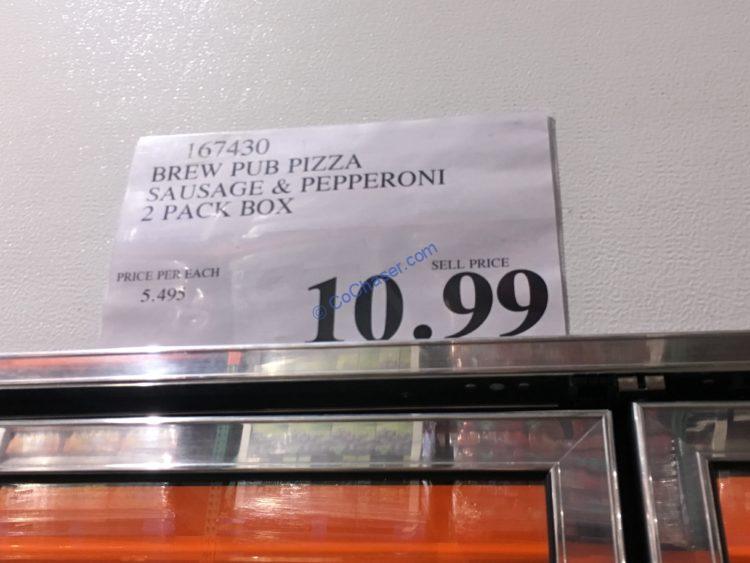 167430
BREW PUB PIZZA
SAUSAGE & PEPPERONI
2 PACK BOX
PRICE PER EACH
5.495
SELL PRICE
10.99
© CoChaser.com